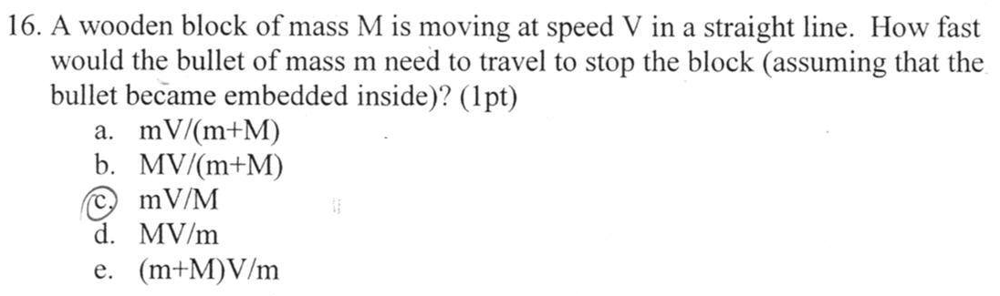 16. A wooden block of mass M is moving at speed V in a straight line. How fast
would the bullet of mass m need to travel to stop the block (assuming that the
bullet became embedded inside)? (1pt)
a. mV/(m+M)
b. MV/(m+M)
c. mV/M
d. MV/m
e. (m+M)V/m